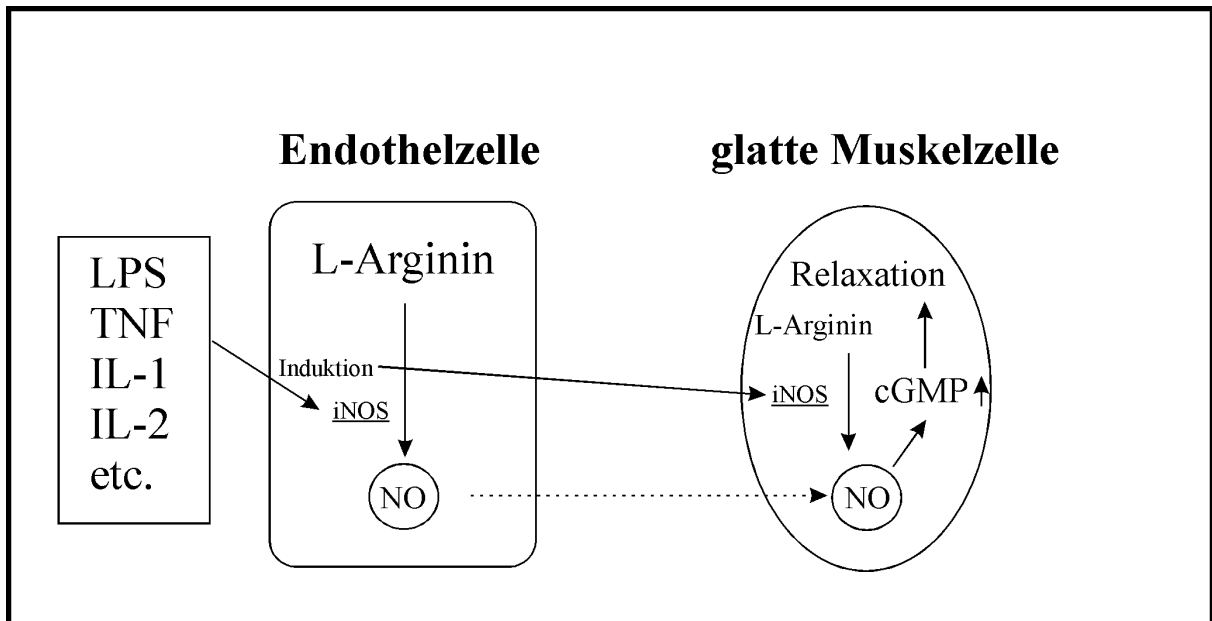 Endothelzelle
glatte Muskelzelle
LPS
TNF
IL-1
IL-2
etc.
L-Arginin
Induktion
iNOS
NO
Relaxation
L-Arginin
iNOS
cGMP
NO